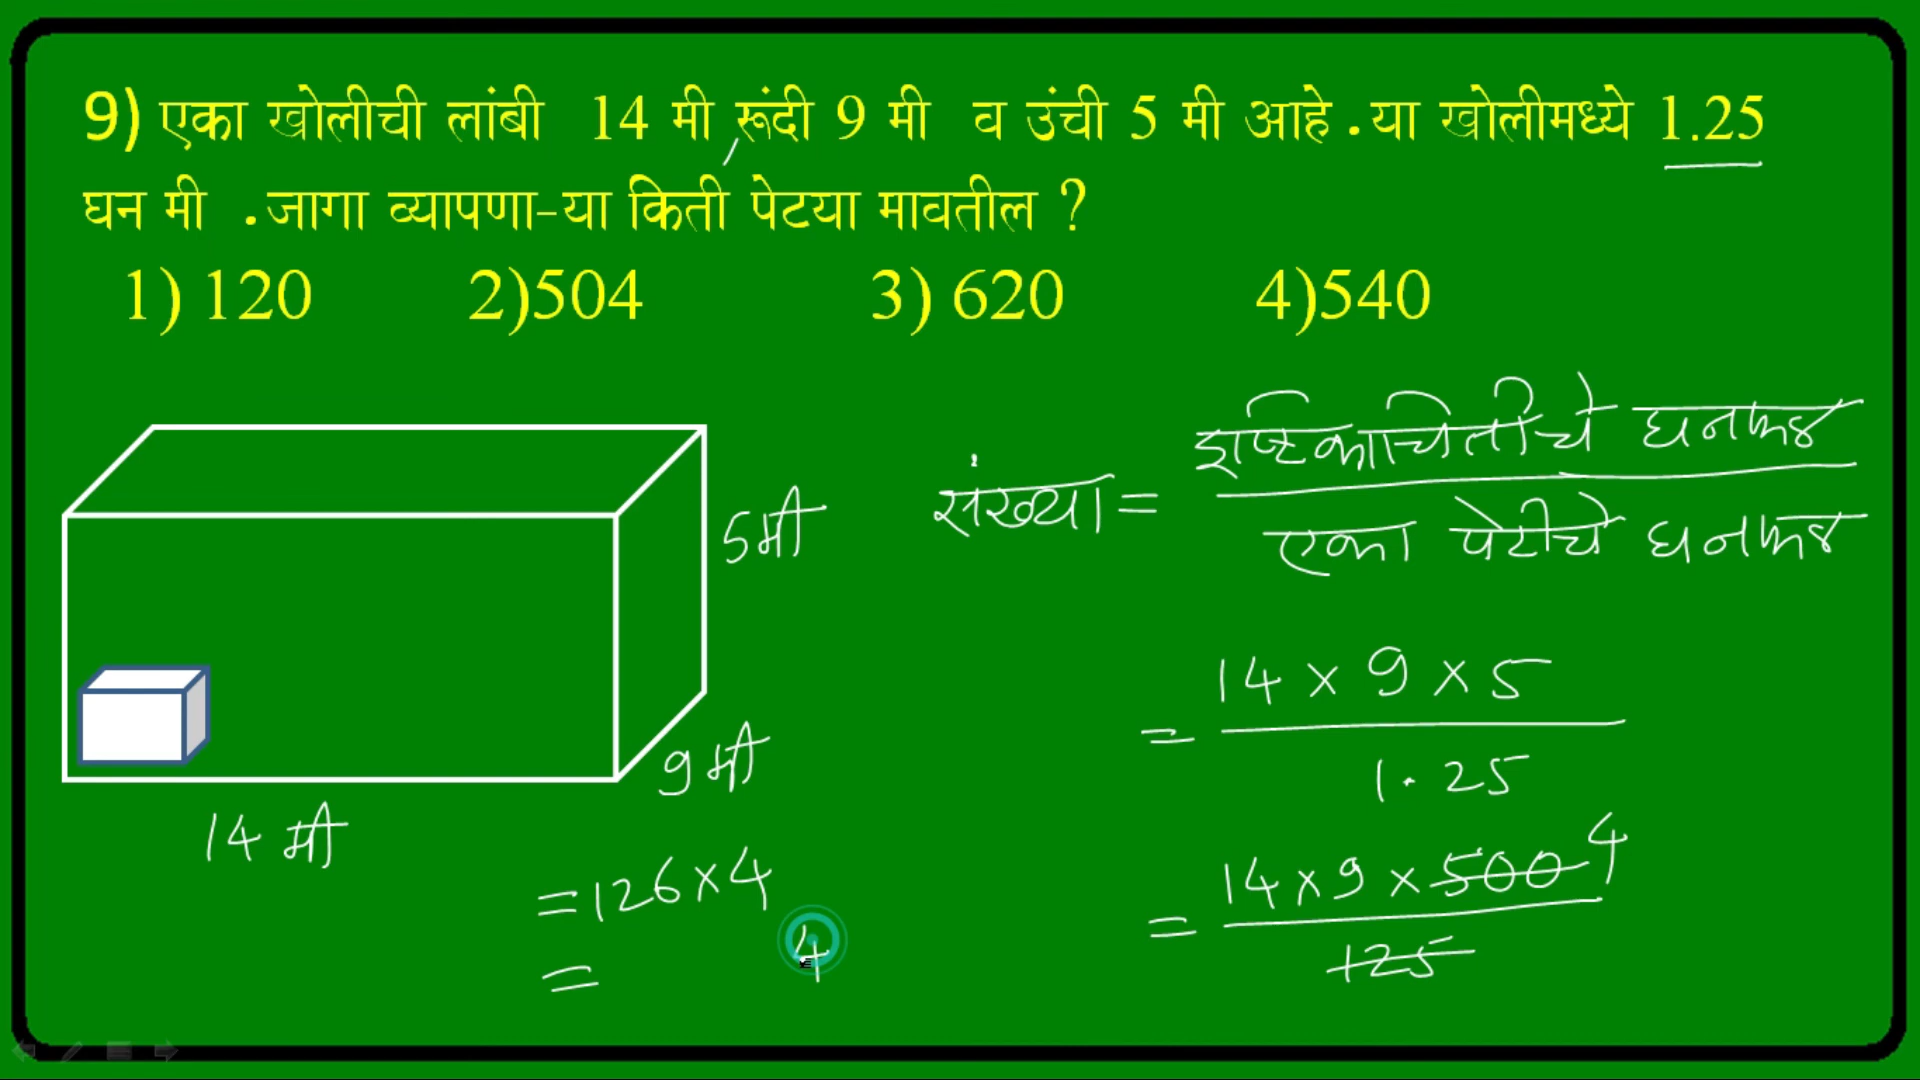 9) एका खोलीची लांबी 14 मी ,रूंदी 9 मी व उंची 5 मी आहे .या खोलीमध्ये 1.25
घन मी .जागा व्यापणा-या किती पेटया मावतील ?
1) 120 2)504 3) 620 4)540
संख्या = इष्टिकाचितीचे घनफळ
एका पेटीचे घनफळ
5मी
9मी
14 मी
= 14 × 9 × 5
1.25
= 14 × 9 × 500 4
125
= 126 × 4
= 4